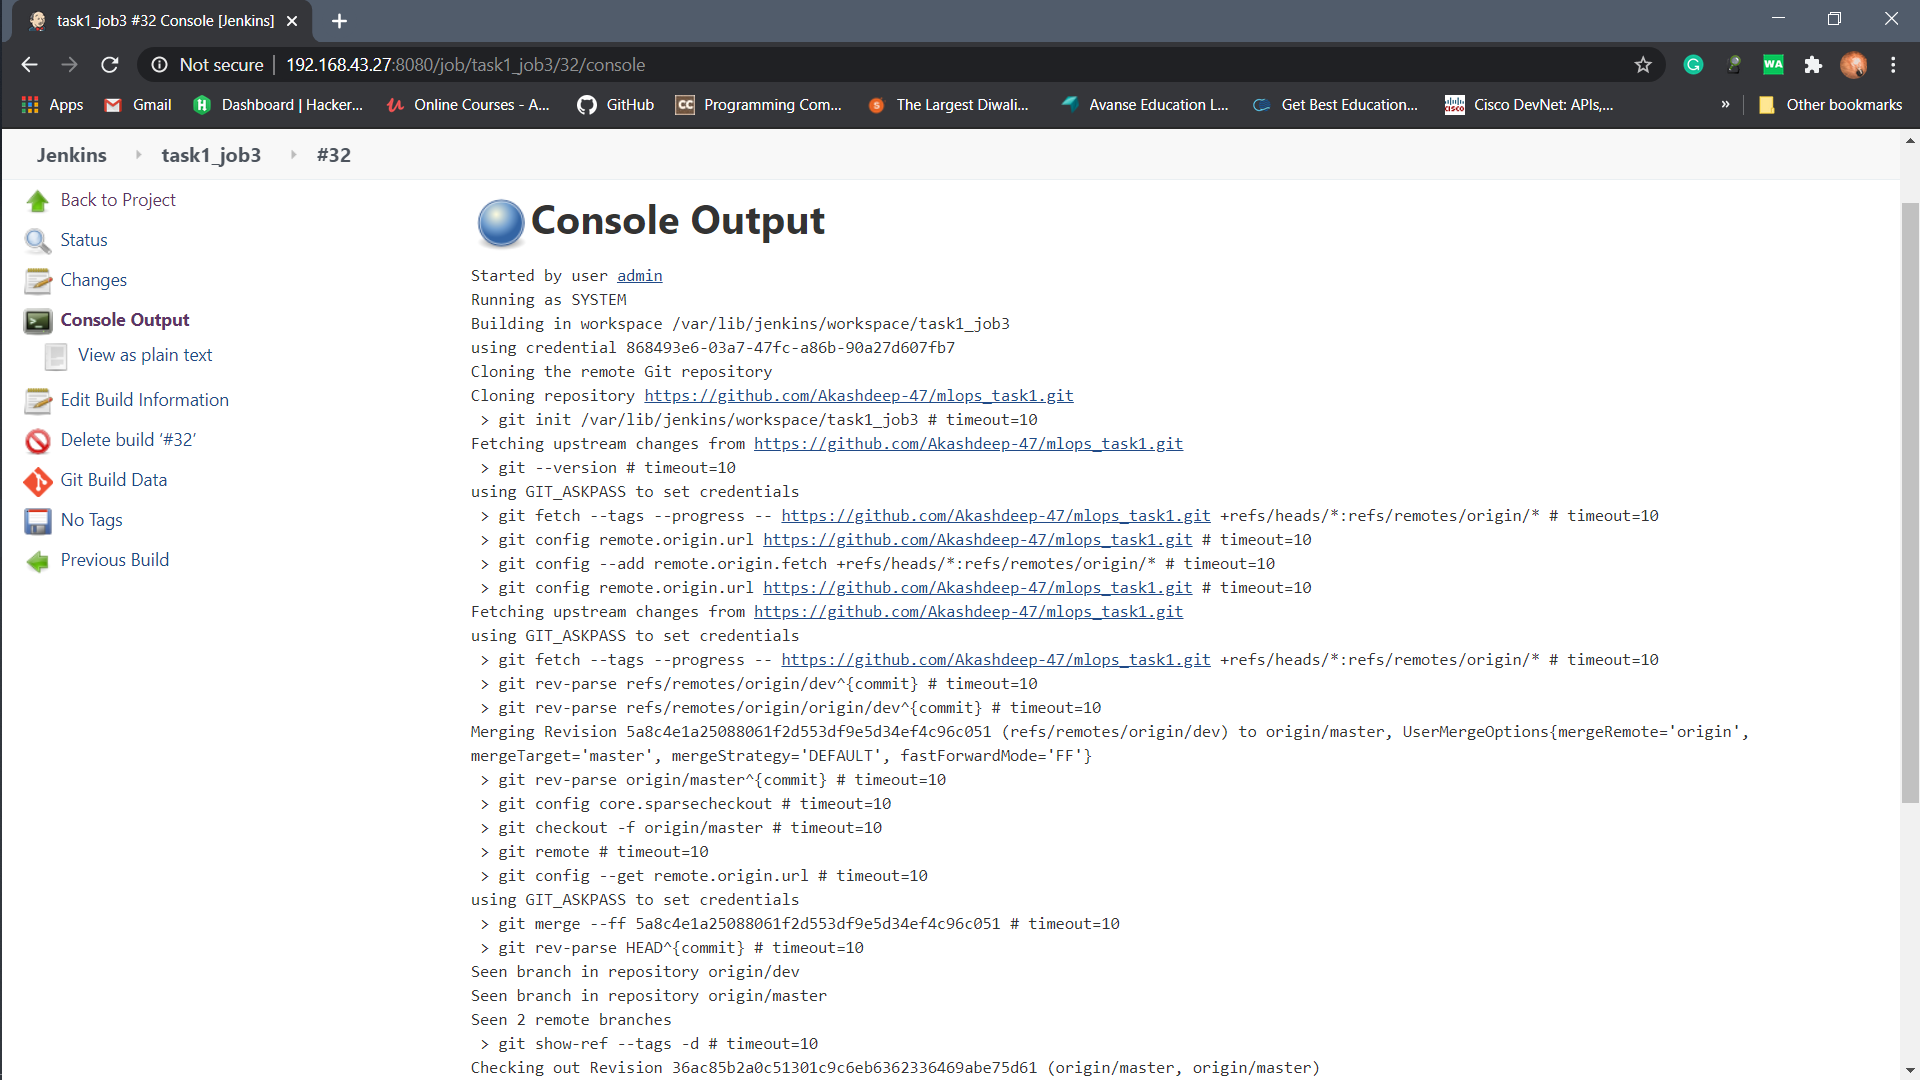 task1_job3 #32 Console [Jenkins]
Not secure | 192.168.43.27:8080/job/task1_job3/32/console
Apps Gmail Dashboard | Hacker... Online Courses - A... GitHub Programming Com... The Largest Diwali... Avanse Education L... Get Best Education... Cisco DevNet: APIs,... » Other bookmarks
Jenkins task1_job3 #32
Back to Project
Status
Changes
Console Output
View as plain text
Edit Build Information
Delete build ‘#32’
Git Build Data
No Tags
Previous Build
Console Output
Started by user admin
Running as SYSTEM
Building in workspace /var/lib/jenkins/workspace/task1_job3
using credential 868493e6-03a7-47fc-a86b-90a27d607fb7
Cloning the remote Git repository
Cloning repository https://github.com/Akashdeep-47/mlops_task1.git
> git init /var/lib/jenkins/workspace/task1_job3 # timeout=10
Fetching upstream changes from https://github.com/Akashdeep-47/mlops_task1.git
> git --version # timeout=10
using GIT_ASKPASS to set credentials
> git fetch --tags --progress -- https://github.com/Akashdeep-47/mlops_task1.git +refs/heads/*:refs/remotes/origin/* # timeout=10
> git config remote.origin.url https://github.com/Akashdeep-47/mlops_task1.git # timeout=10
> git config --add remote.origin.fetch +refs/heads/*:refs/remotes/origin/* # timeout=10
> git config remote.origin.url https://github.com/Akashdeep-47/mlops_task1.git # timeout=10
Fetching upstream changes from https://github.com/Akashdeep-47/mlops_task1.git
using GIT_ASKPASS to set credentials
> git fetch --tags --progress -- https://github.com/Akashdeep-47/mlops_task1.git +refs/heads/*:refs/remotes/origin/* # timeout=10
> git rev-parse refs/remotes/origin/dev^{commit} # timeout=10
> git rev-parse refs/remotes/origin/origin/dev^{commit} # timeout=10
Merging Revision 5a8c4e1a25088061f2d553df9e5d34ef4c96c051 (refs/remotes/origin/dev) to origin/master, UserMergeOptions{mergeRemote='origin',
mergeTarget='master', mergeStrategy='DEFAULT', fastForwardMode='FF'}
> git rev-parse origin/master^{commit} # timeout=10
> git config core.sparsecheckout # timeout=10
> git checkout -f origin/master # timeout=10
> git remote # timeout=10
> git config --get remote.origin.url # timeout=10
using GIT_ASKPASS to set credentials
> git merge --ff 5a8c4e1a25088061f2d553df9e5d34ef4c96c051 # timeout=10
> git rev-parse HEAD^{commit} # timeout=10
Seen branch in repository origin/dev
Seen branch in repository origin/master
Seen 2 remote branches
> git show-ref --tags -d # timeout=10
Checking out Revision 36ac85b2a0c51301c9c6eb6362336469abe75d61 (origin/master, origin/master)